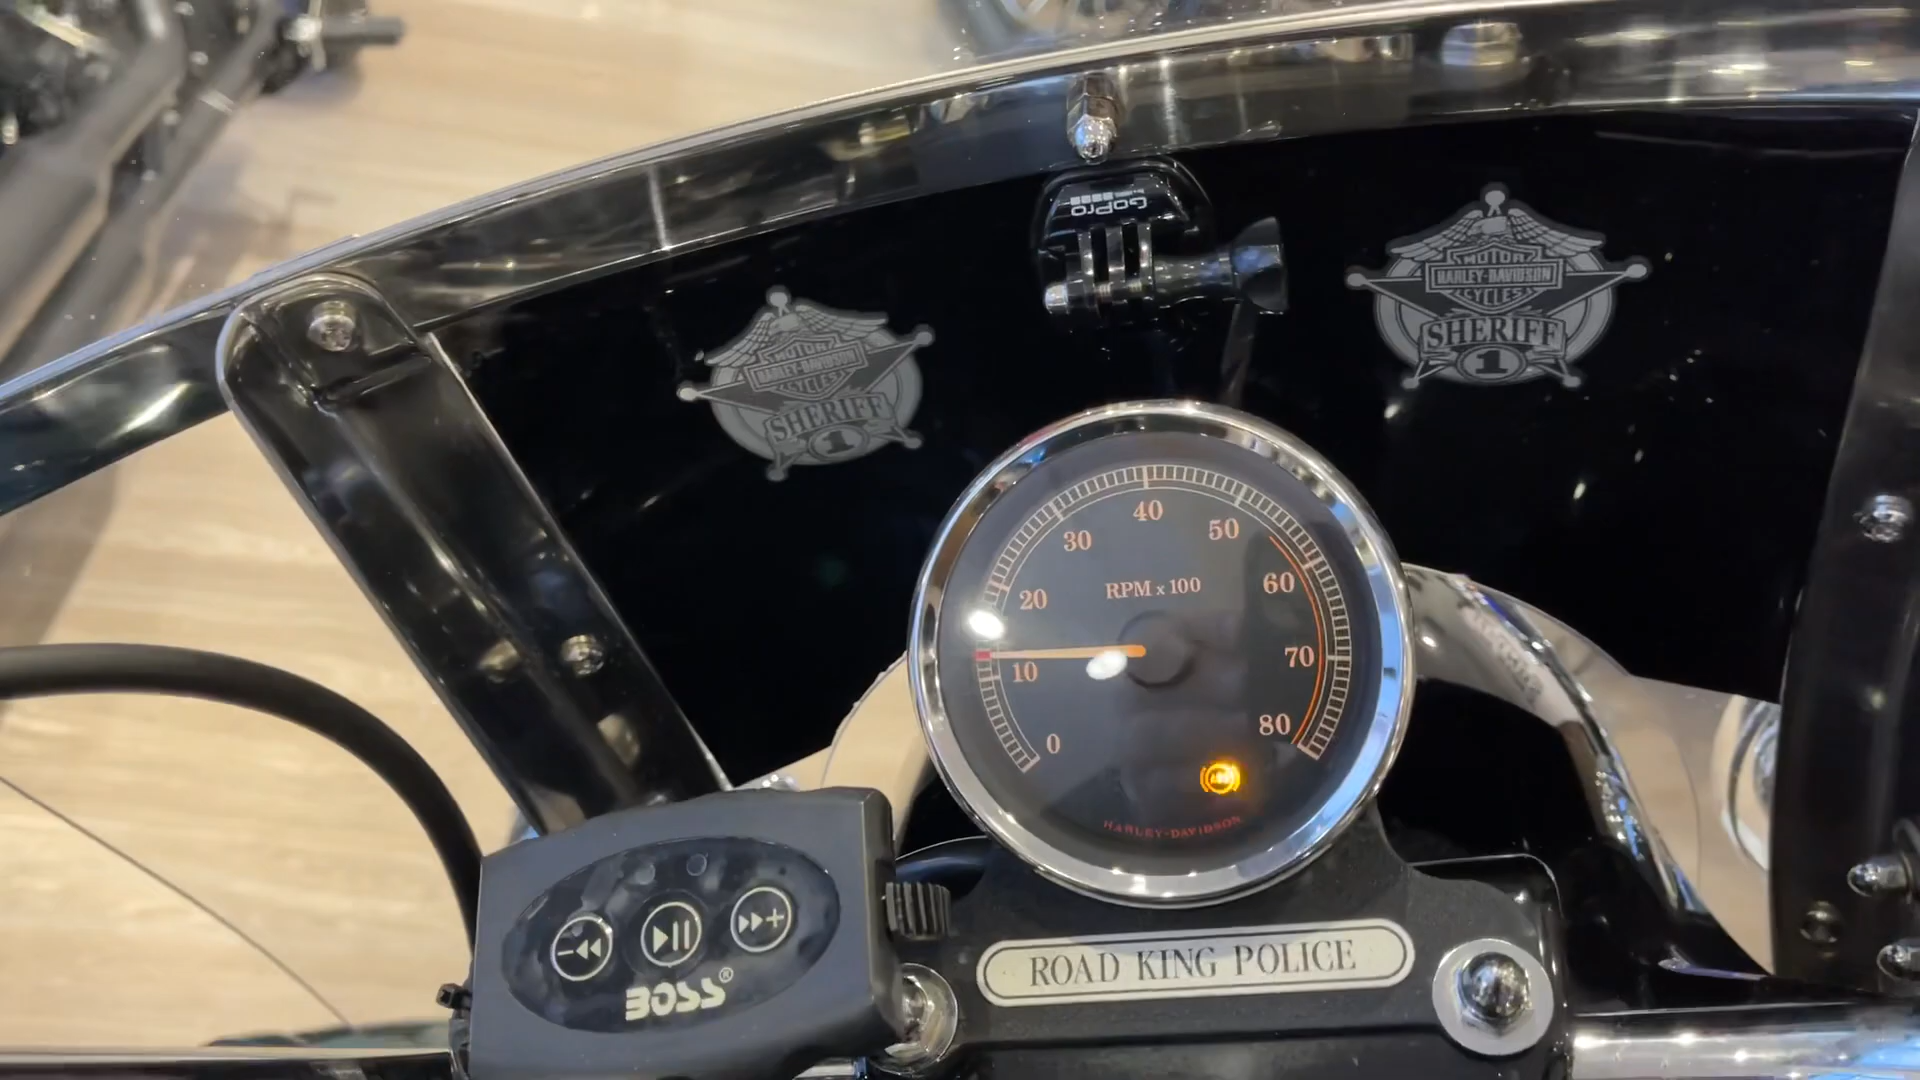 GoPro
MOTOR
HARLEY-DAVIDSON
CYCLES
SHERIFF
1
MOTOR
HARLEY-DAVIDSON
CYCLES
SHERIFF
1
0
10
20
30
40
50
60
70
80
RPM x 100
ABS
HARLEY-DAVIDSON
BOSS®
ROAD KING POLICE